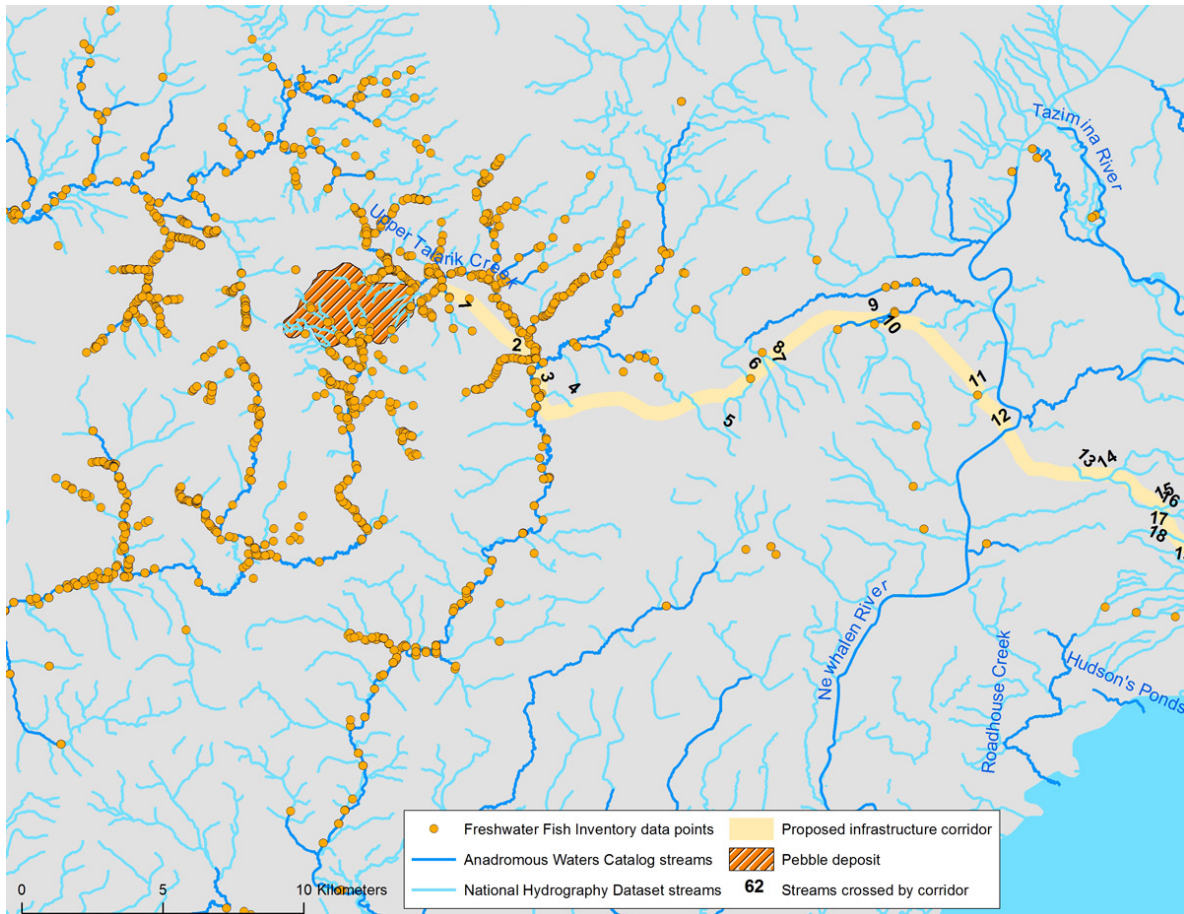 Tazimina River
Upper Talarik Creek
1
2
3
4
5
6
7
8
9
10
11
12
13
14
15
16
17
18
Newhalen River
Roadhouse Creek
Hudson's Ponds
Freshwater Fish Inventory data points
Anadromous Waters Catalog streams
National Hydrography Dataset streams
Proposed infrastructure corridor
Pebble deposit
62 Streams crossed by corridor
0 5 10 Kilometers